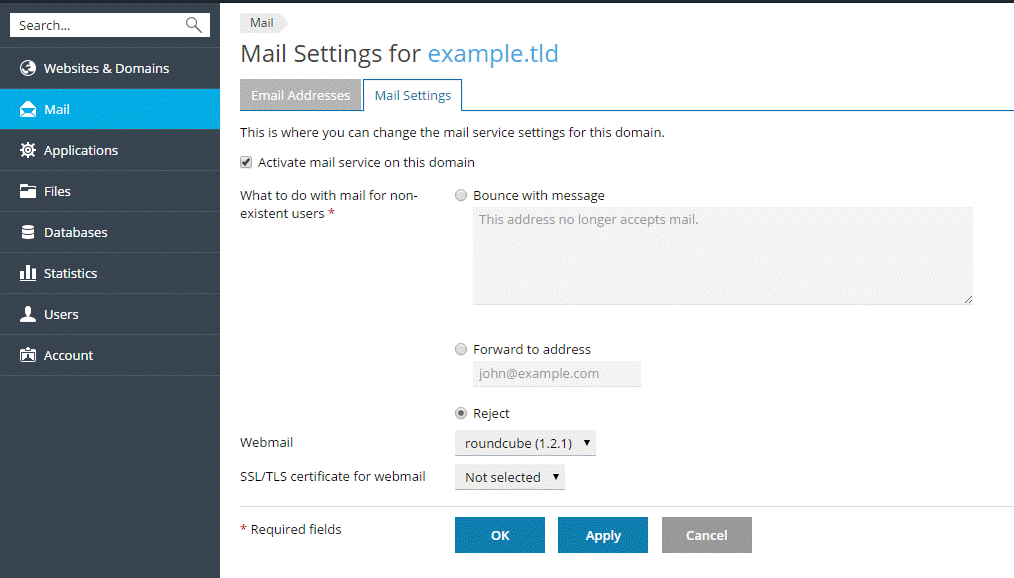 Search...
Websites & Domains
Mail
Applications
Files
Databases
Statistics
Users
Account
Mail
Mail Settings for example.tld
Email Addresses
Mail Settings
This is where you can change the mail service settings for this domain.
Activate mail service on this domain
What to do with mail for non-
existent users *
Bounce with message
This address no longer accepts mail.
Forward to address
john@example.com
Reject
Webmail
roundcube (1.2.1)
SSL/TLS certificate for webmail
Not selected
* Required fields
OK
Apply
Cancel